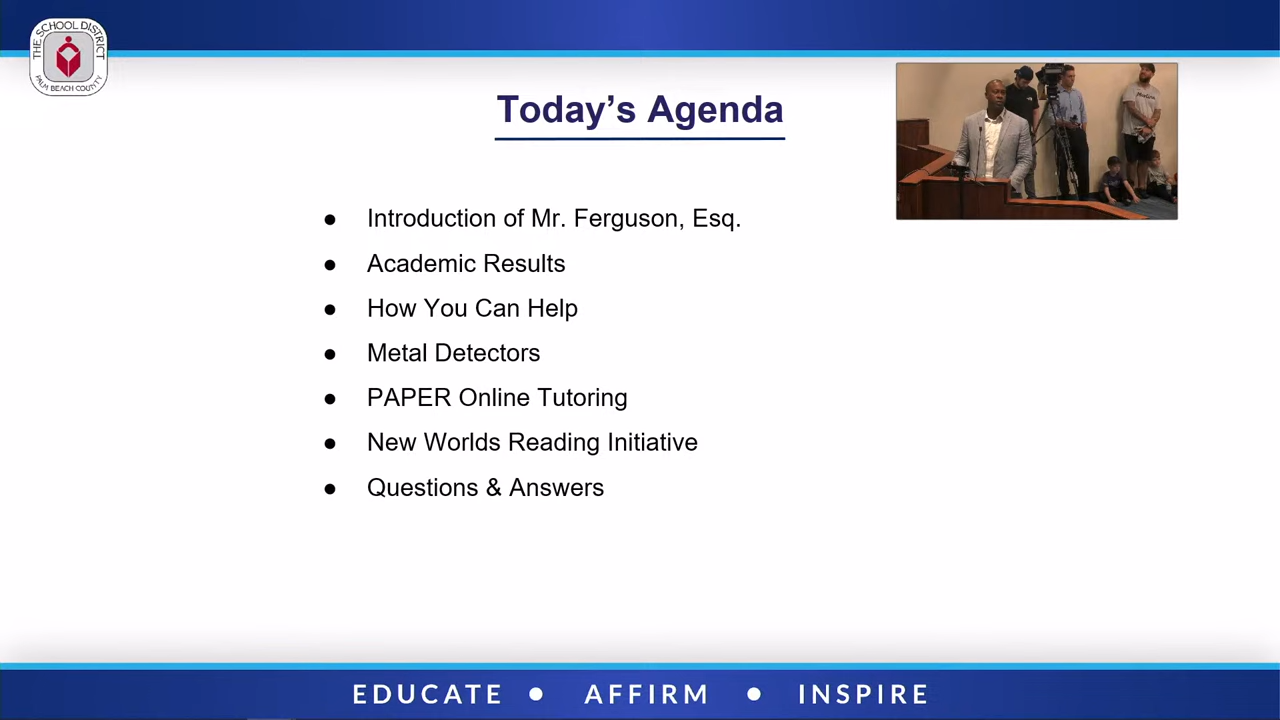 THE SCHOOL DISTRICT
PALM BEACH COUNTY
Today’s Agenda
● Introduction of Mr. Ferguson, Esq.
● Academic Results
● How You Can Help
● Metal Detectors
● PAPER Online Tutoring
● New Worlds Reading Initiative
● Questions & Answers
EDUCATE ● AFFIRM ● INSPIRE